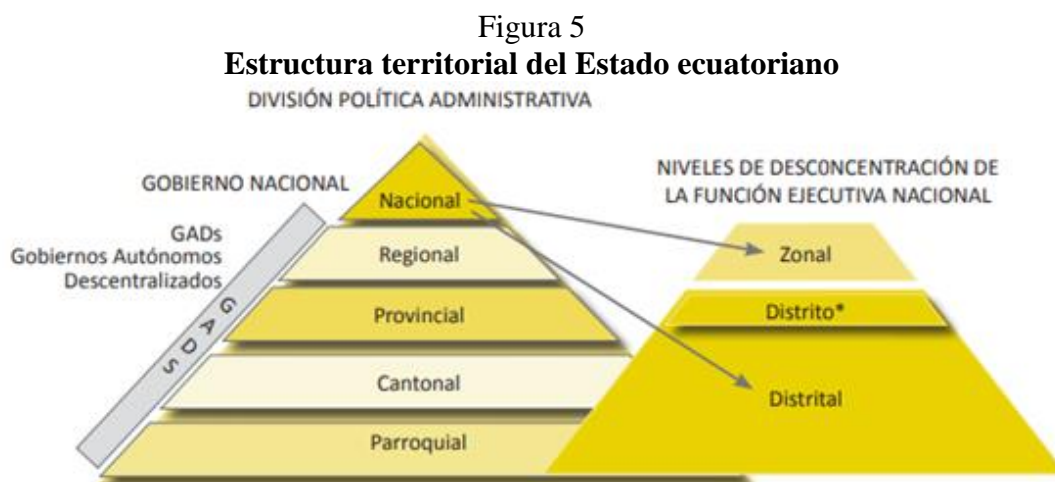 Figura 5
Estructura territorial del Estado ecuatoriano
DIVISIÓN POLÍTICA ADMINISTRATIVA
GOBIERNO NACIONAL
GADs
Gobiernos Autónomos
Descentralizados
GADS
Nacional
Regional
Provincial
Cantonal
Parroquial
NIVELES DE DESC0NCENTRACIÓN DE
LA FUNCIÓN EJECUTIVA NACIONAL
Zonal
Distrito*
Distrital